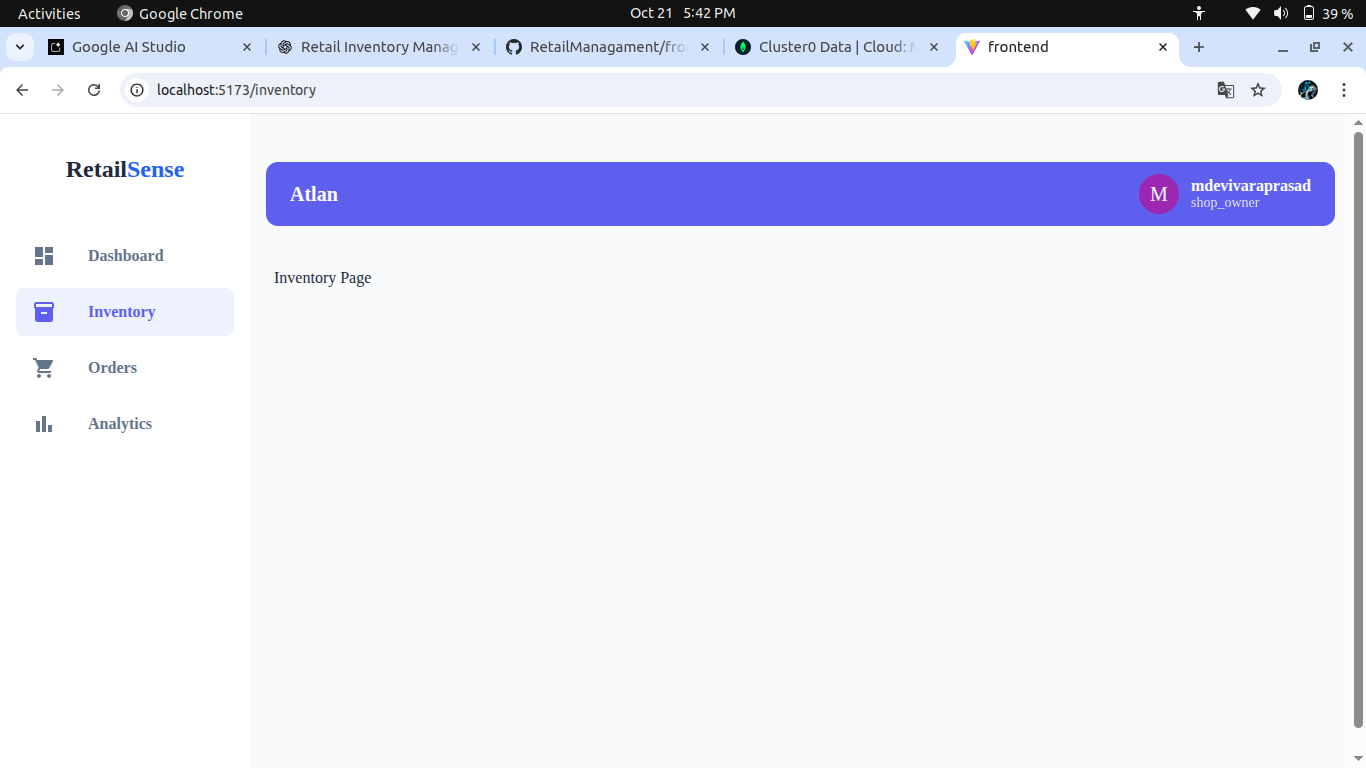 Activities Google Chrome Oct 21 5:42 PM 39 %
Google AI Studio Retail Inventory Manag RetailManagament/fro Cluster0 Data | Cloud: M frontend
localhost:5173/inventory
RetailSense
Atlan
M
mdevivaraprasad
shop_owner
Dashboard
Inventory Page
Inventory
Orders
Analytics